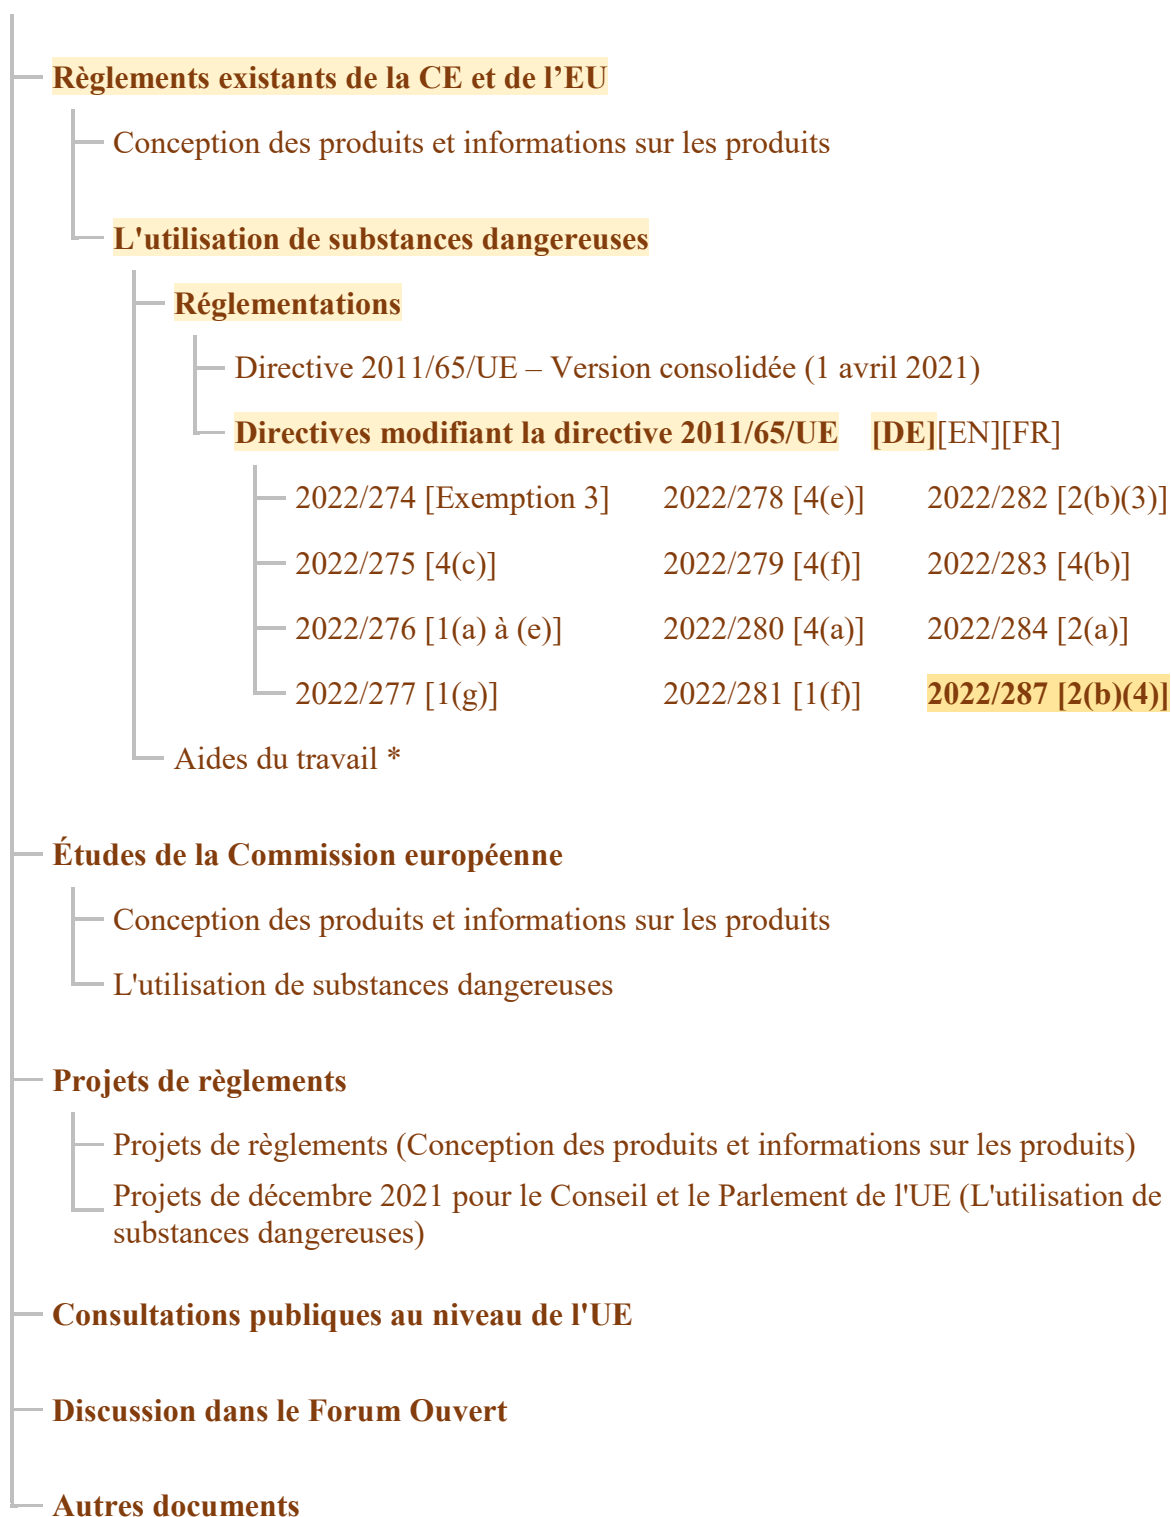 Règlements existants de la CE et de l’EU
Conception des produits et informations sur les produits
L'utilisation de substances dangereuses
Réglementations
Directive 2011/65/UE – Version consolidée (1 avril 2021)
Directives modifiant la directive 2011/65/UE [DE][EN][FR]
2022/274 [Exemption 3] 2022/278 [4(e)] 2022/282 [2(b)(3)]
2022/275 [4(c)] 2022/279 [4(f)] 2022/283 [4(b)]
2022/276 [1(a) à (e)] 2022/280 [4(a)] 2022/284 [2(a)]
2022/277 [1(g)] 2022/281 [1(f)] 2022/287 [2(b)(4)]
Aides du travail *
Études de la Commission européenne
Conception des produits et informations sur les produits
L'utilisation de substances dangereuses
Projets de règlements
Projets de règlements (Conception des produits et informations sur les produits)
Projets de décembre 2021 pour le Conseil et le Parlement de l'UE (L'utilisation de
substances dangereuses)
Consultations publiques au niveau de l'UE
Discussion dans le Forum Ouvert
Autres documents